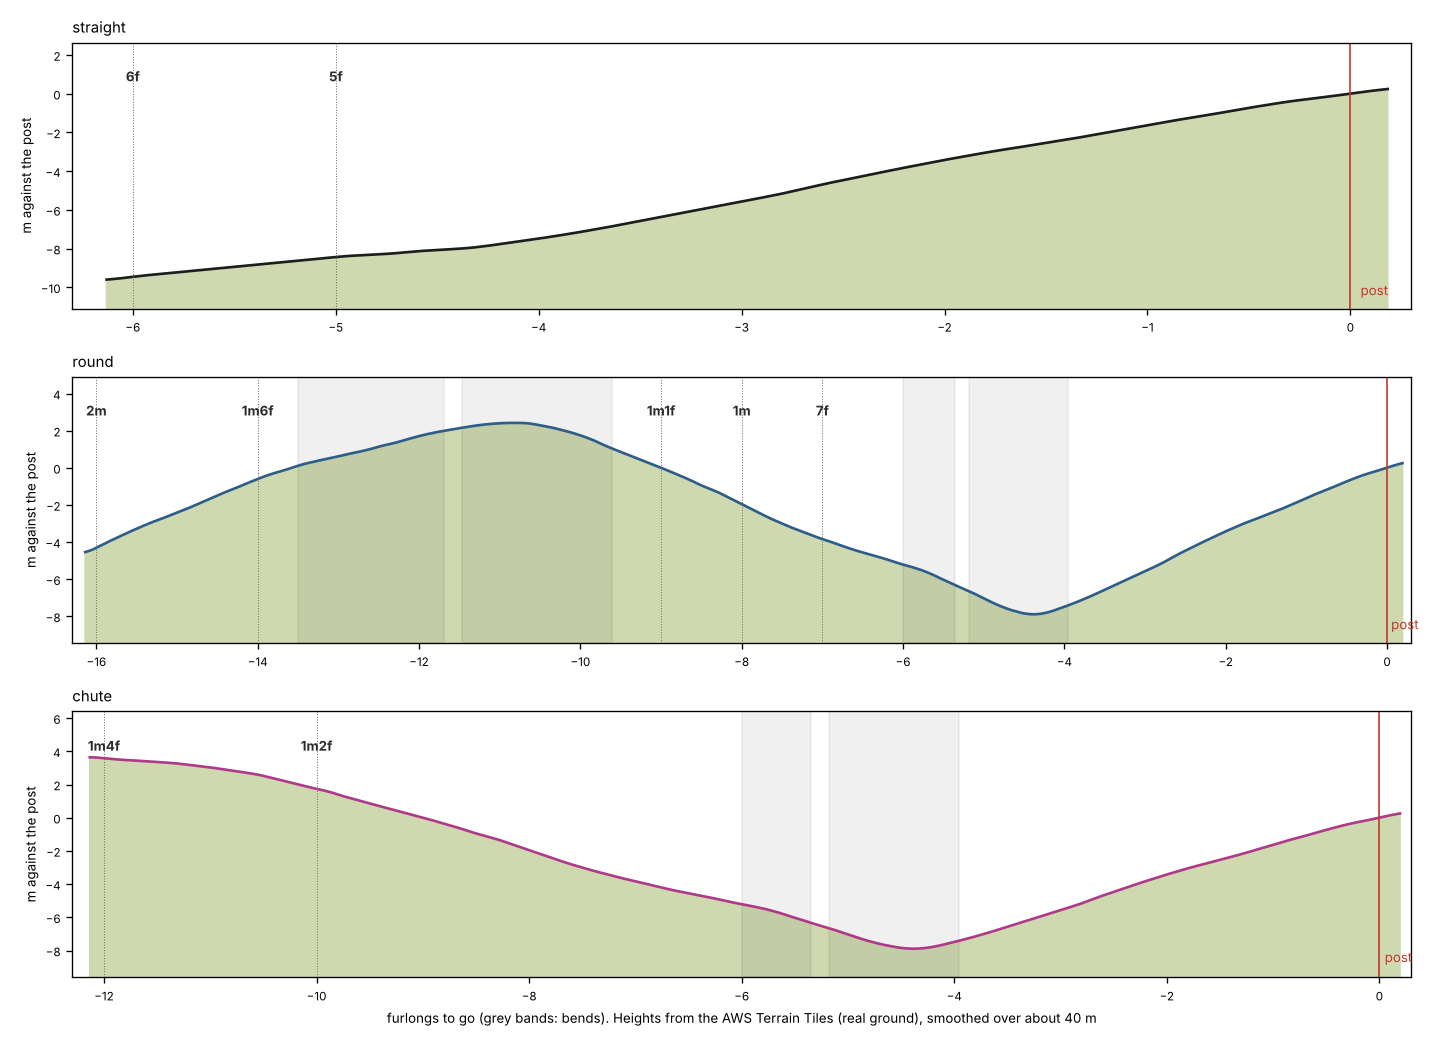 straight
m against the post
2
0
−2
−4
−6
−8
−10
6f 5f
post
−6 −5 −4 −3 −2 −1 0
round
m against the post
4
2
0
−2
−4
−6
−8
2m 1m6f 1m1f 1m 7f
post
−16 −14 −12 −10 −8 −6 −4 −2 0
chute
m against the post
6
4
2
0
−2
−4
−6
−8
1m4f 1m2f
post
−12 −10 −8 −6 −4 −2 0
furlongs to go (grey bands: bends). Heights from the AWS Terrain Tiles (real ground), smoothed over about 40 m